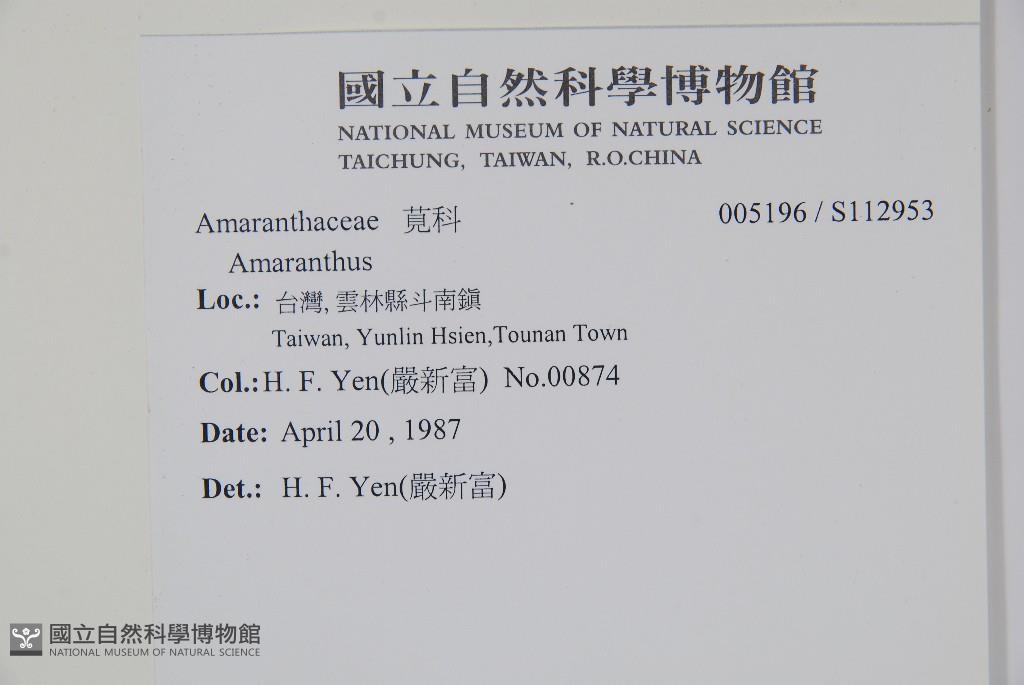 國立自然科學博物館
NATIONAL MUSEUM OF NATURAL SCIENCE
TAICHUNG, TAIWAN, R.O.CHINA
Amaranthaceae 莧科 005196 / S112953
Amaranthus
Loc.: 台灣, 雲林縣斗南鎮
Taiwan, Yunlin Hsien,Tounan Town
Col.:H. F. Yen(嚴新富) No.00874
Date: April 20 , 1987
Det.: H. F. Yen(嚴新富)
國立自然科學博物館
NATIONAL MUSEUM OF NATURAL SCIENCE